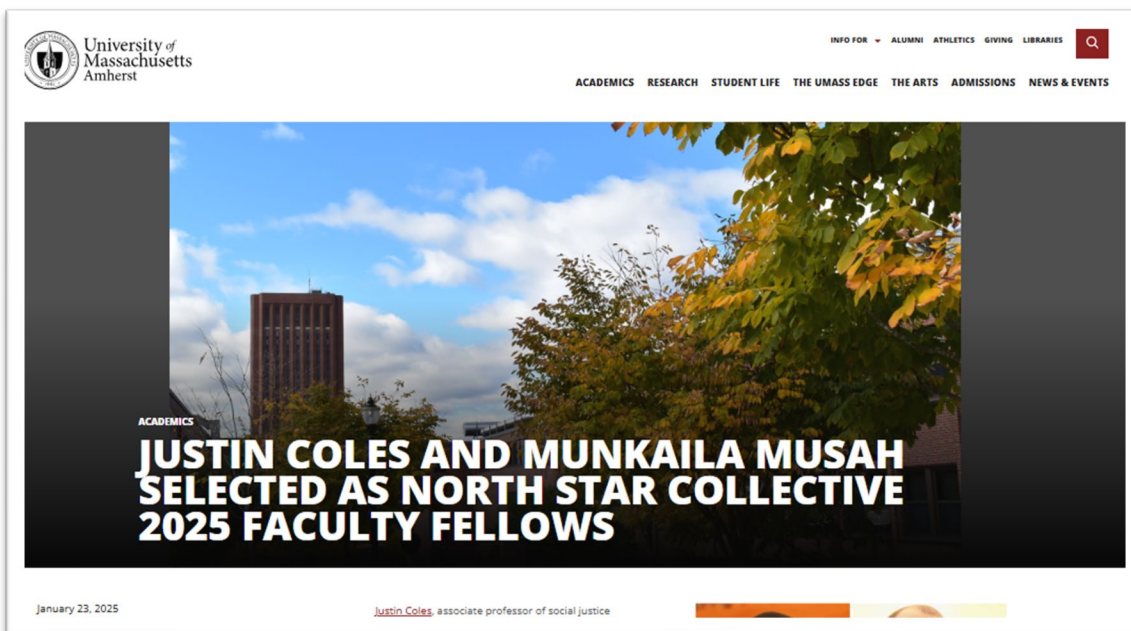 University of
Massachusetts
Amherst
INFO FOR ALUMNI ATHLETICS GIVING LIBRARIES
ACADEMICS RESEARCH STUDENT LIFE THE UMASS EDGE THE ARTS ADMISSIONS NEWS & EVENTS
ACADEMICS
JUSTIN COLES AND MUNKAILA MUSAH
SELECTED AS NORTH STAR COLLECTIVE
2025 FACULTY FELLOWS
January 23, 2025
Justin Coles, associate professor of social justice